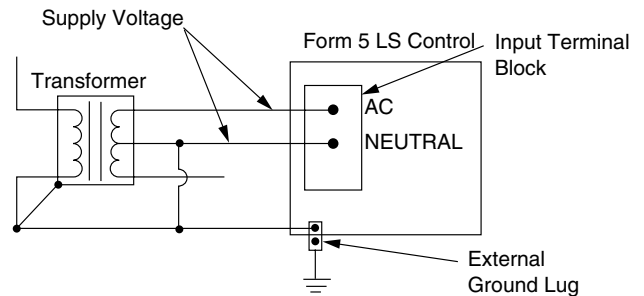 Supply Voltage
Form 5 LS Control
Input Terminal
Block
Transformer
AC
NEUTRAL
External
Ground Lug